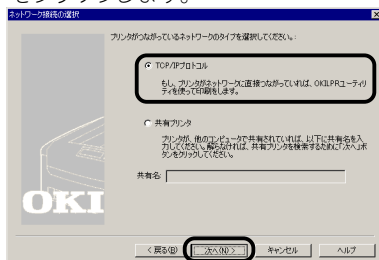 をクリックします。
ネットワーク接続の選択
プリンタがつながっているネットワークのタイプを選択してください。:
TCP/IPプロトコル
もし、プリンタがネットワークに直接つながっていれば、OKILPRユーティリ
ティを使って印刷をします。
共有プリンタ
プリンタが、他のコンピュータで共有されていれば、以下に共有名を入
力してください。解らなければ、共有プリンタを検索するために「次へ」ボ
タンをクリックしてください。
共有名:
OKI
< 戻る(B)
次へ(N) >
キャンセル
ヘルプ